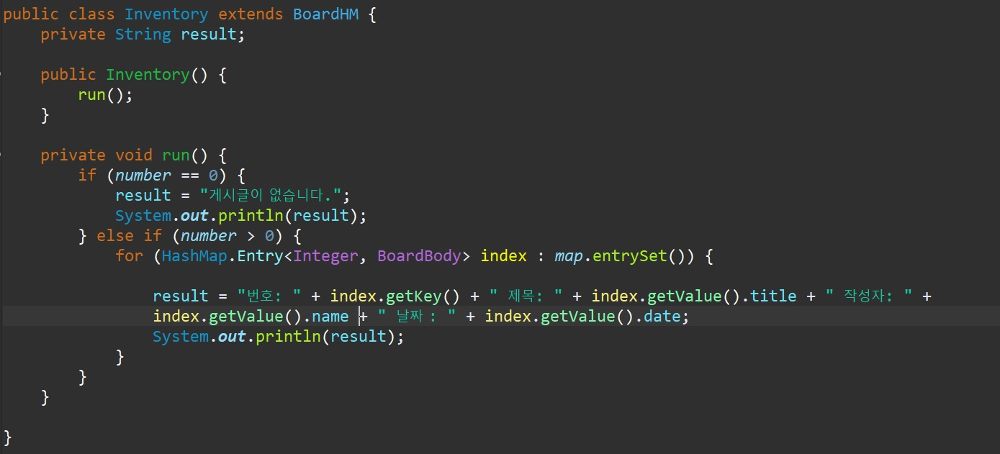 public class Inventory extends BoardHM {
private String result;
public Inventory() {
run();
}
private void run() {
if (number == 0) {
result = "게시글이 없습니다.";
System.out.println(result);
} else if (number > 0) {
for (HashMap.Entry<Integer, BoardBody> index : map.entrySet()) {
result = "번호: " + index.getKey() + " 제목: " + index.getValue().title + " 작성자: " +
index.getValue().name + " 날짜 : " + index.getValue().date;
System.out.println(result);
}
}
}
}